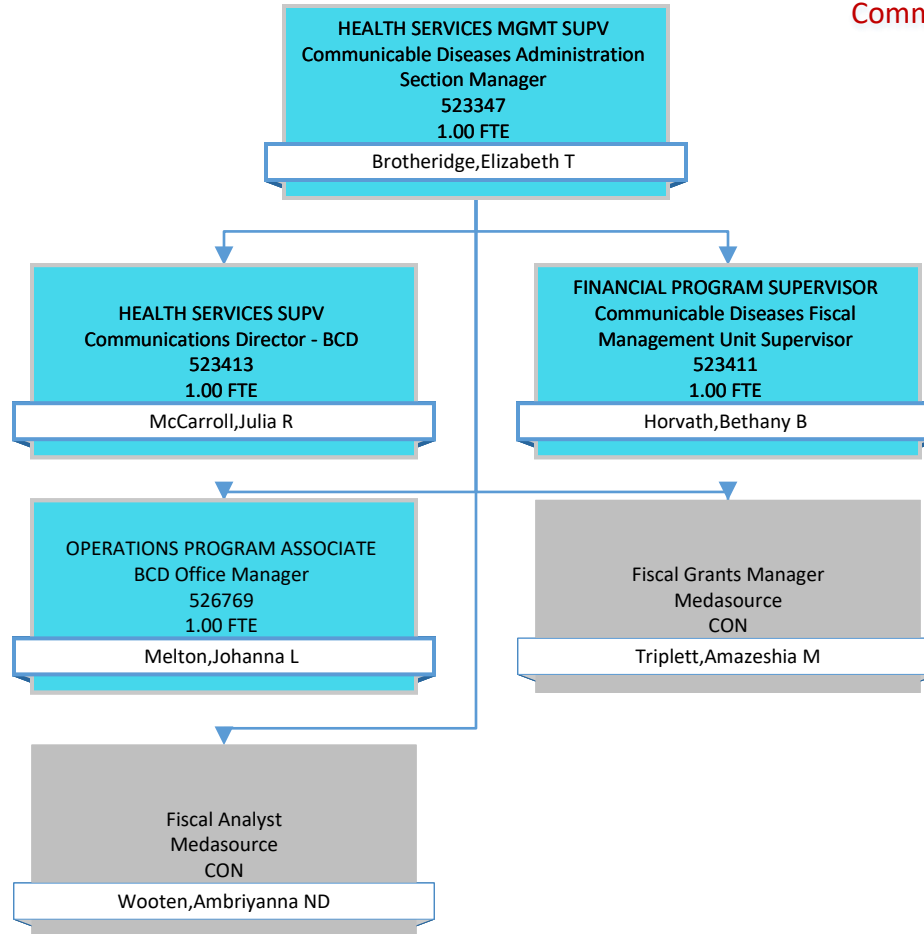 Comm
HEALTH SERVICES MGMT SUPV
Communicable Diseases Administration
Section Manager
523347
1.00 FTE
Brotheridge,Elizabeth T
HEALTH SERVICES SUPV
Communications Director - BCD
523413
1.00 FTE
McCarroll,Julia R
FINANCIAL PROGRAM SUPERVISOR
Communicable Diseases Fiscal
Management Unit Supervisor
523411
1.00 FTE
Horvath,Bethany B
OPERATIONS PROGRAM ASSOCIATE
BCD Office Manager
526769
1.00 FTE
Melton,Johanna L
Fiscal Grants Manager
Medasource
CON
Triplett,Amazeshia M
Fiscal Analyst
Medasource
CON
Wooten,Ambriyanna ND